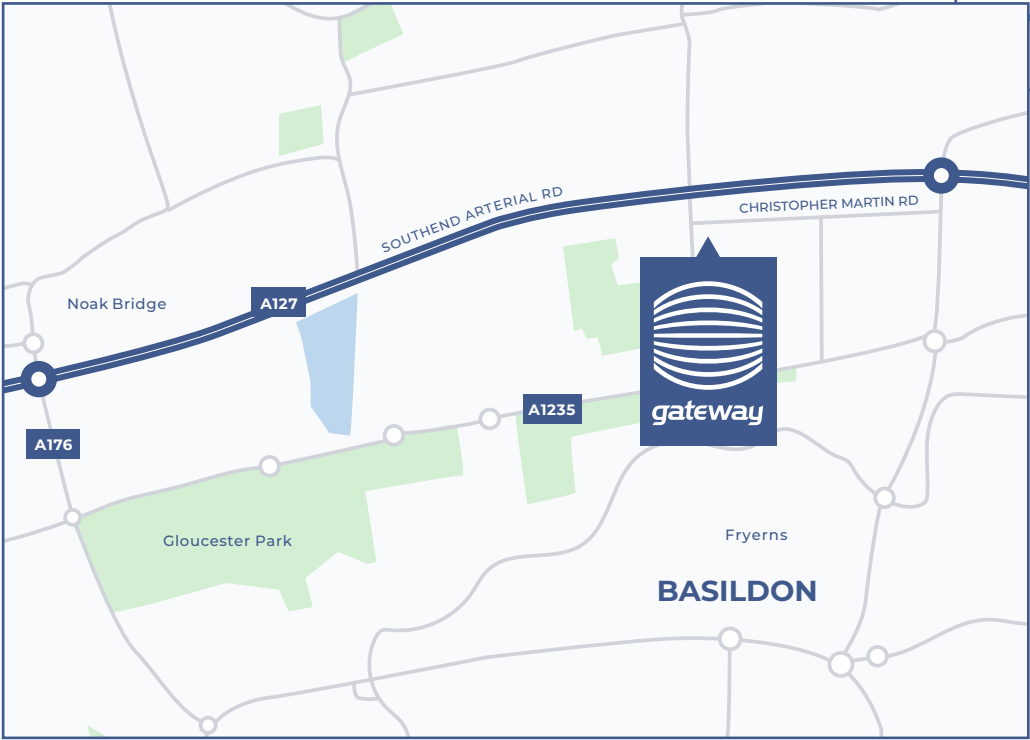 SOUTHEND ARTERIAL RD
CHRISTOPHER MARTIN RD
Noak Bridge
A127
gateway
A1235
A176
Gloucester Park
Fryerns
BASILDON